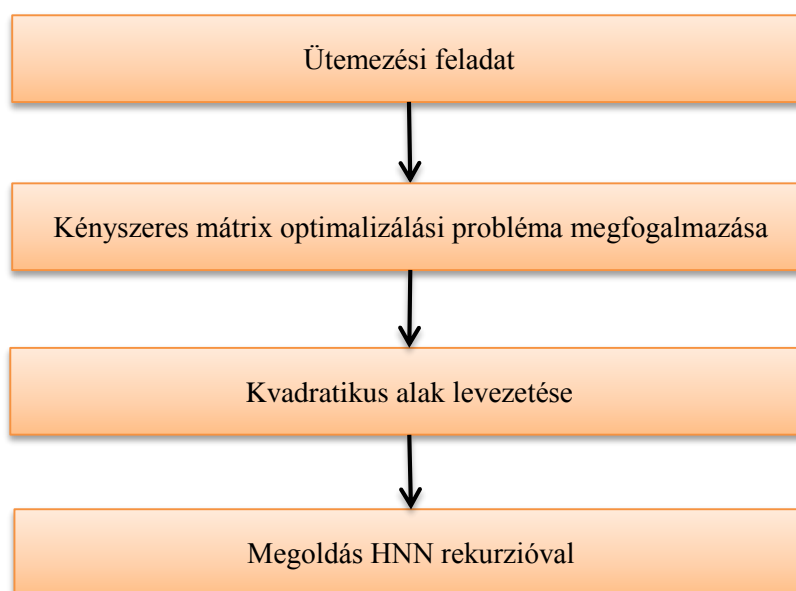 Ütemezési feladat
Kényszeres mátrix optimalizálási probléma megfogalmazása
Kvadratikus alak levezetése
Megoldás HNN rekurzióval